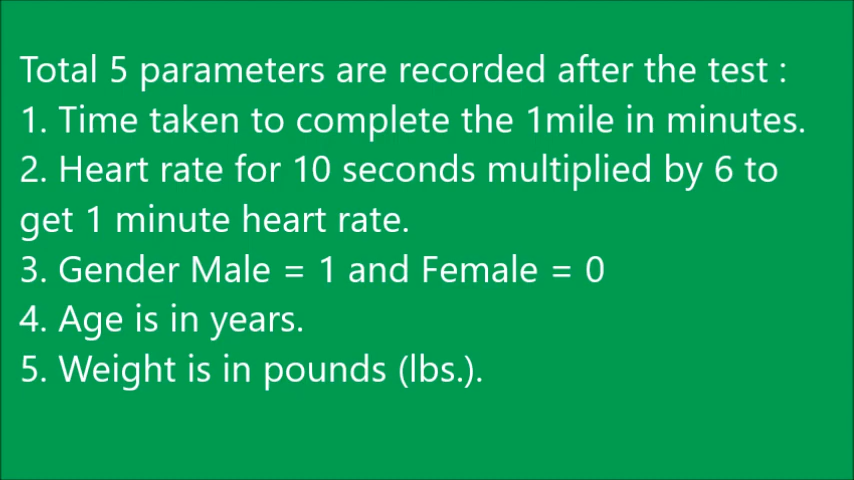 Total 5 parameters are recorded after the test :
1. Time taken to complete the 1mile in minutes.
2. Heart rate for 10 seconds multiplied by 6 to
get 1 minute heart rate.
3. Gender Male = 1 and Female = 0
4. Age is in years.
5. Weight is in pounds (lbs.).